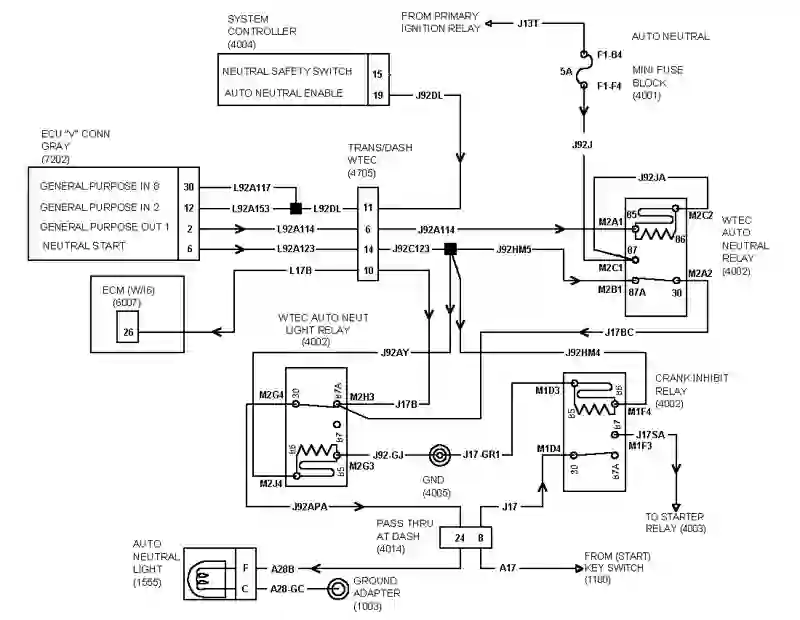 SYSTEM
CONTROLLER
(4004)
FROM PRIMARY
IGNITION RELAY
J13T
AUTO NEUTRAL
F1-B4
5A
MINI FUSE
BLOCK
(4001)
F1-F4
NEUTRAL SAFETY SWITCH 15
AUTO NEUTRAL ENABLE 19
J92DL
ECU "V" CONN
GRAY
(7202)
TRANS/DASH
WTEC
(4705)
J92J
J92JA
GENERAL PURPOSE IN 8 30
L92A117
GENERAL PURPOSE IN 2 12
L92A153
L92DL
11
GENERAL PURPOSE OUT 1 2
L92A114
6
J92A114
NEUTRAL START 6
L92A123
14
J92C123
J92HM5
L17B
10
M2A1
85
86
M2C2
87
M2C1
M2B1
87A
30
M2A2
WTEC
AUTO
NEUTRAL
RELAY
(4002)
ECM (W/I6)
(6007)
26
WTEC AUTO NEUT
LIGHT RELAY
(4002)
J17BC
J92AY
J92HM4
CRANK INHIBIT
RELAY
(4002)
M2G4
30
87A
M2H3
J17B
87
86
85
M2G3
M2J4
J92-GJ
J17-GR1
GND
(4005)
M1D3
85
86
M1F4
87
J17SA
M1F3
M1D4
30
87A
J92APA
J17
TO STARTER
RELAY (4003)
PASS THRU
AT DASH
(4014)
24
B
AUTO
NEUTRAL
LIGHT
(1555)
F
A28B
A17
FROM (START)
KEY SWITCH
(1100)
C
A28-GC
GROUND
ADAPTER
(1003)